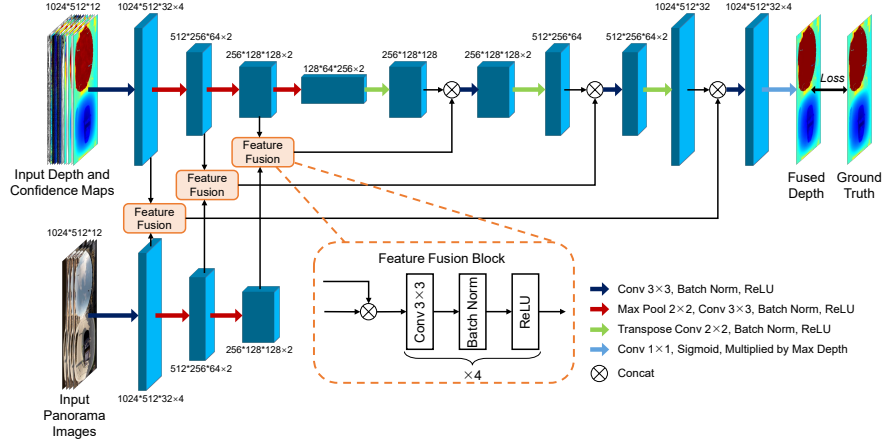 1024*512*12
1024*512*32×4
512*256*64×2
256*128*128×2
128*64*256×2
256*128*128
256*128*128×2
512*256*64
512*256*64×2
1024*512*32
1024*512*32×4
Loss
Input Depth and
Confidence Maps
Feature
Fusion
Feature
Fusion
Feature
Fusion
Fused
Depth
Ground
Truth
1024*512*12
Input
Panorama
Images
1024*512*32×4
512*256*64×2
256*128*128×2
Feature Fusion Block
Conv 3×3
Batch Norm
ReLU
×4
Conv 3×3, Batch Norm, ReLU
Max Pool 2×2, Conv 3×3, Batch Norm, ReLU
Transpose Conv 2×2, Batch Norm, ReLU
Conv 1×1, Sigmoid, Multiplied by Max Depth
Concat